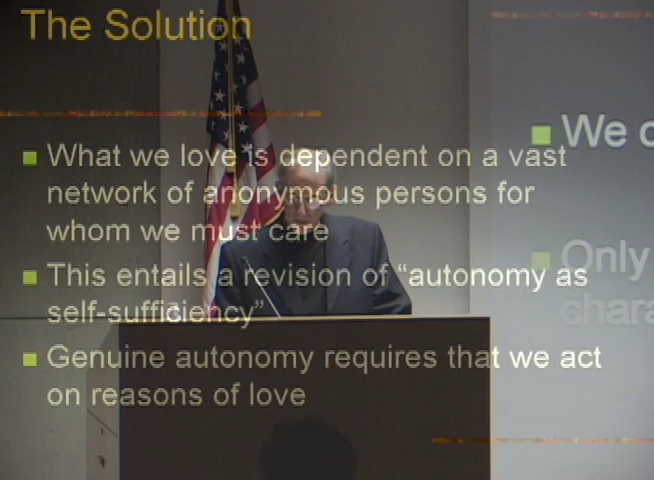 The Solution
What we love is dependent on a vast
network of anonymous persons for
whom we must care
This entails a revision of “autonomy as
self-sufficiency”
Genuine autonomy requires that we act
on reasons of love
We
Only